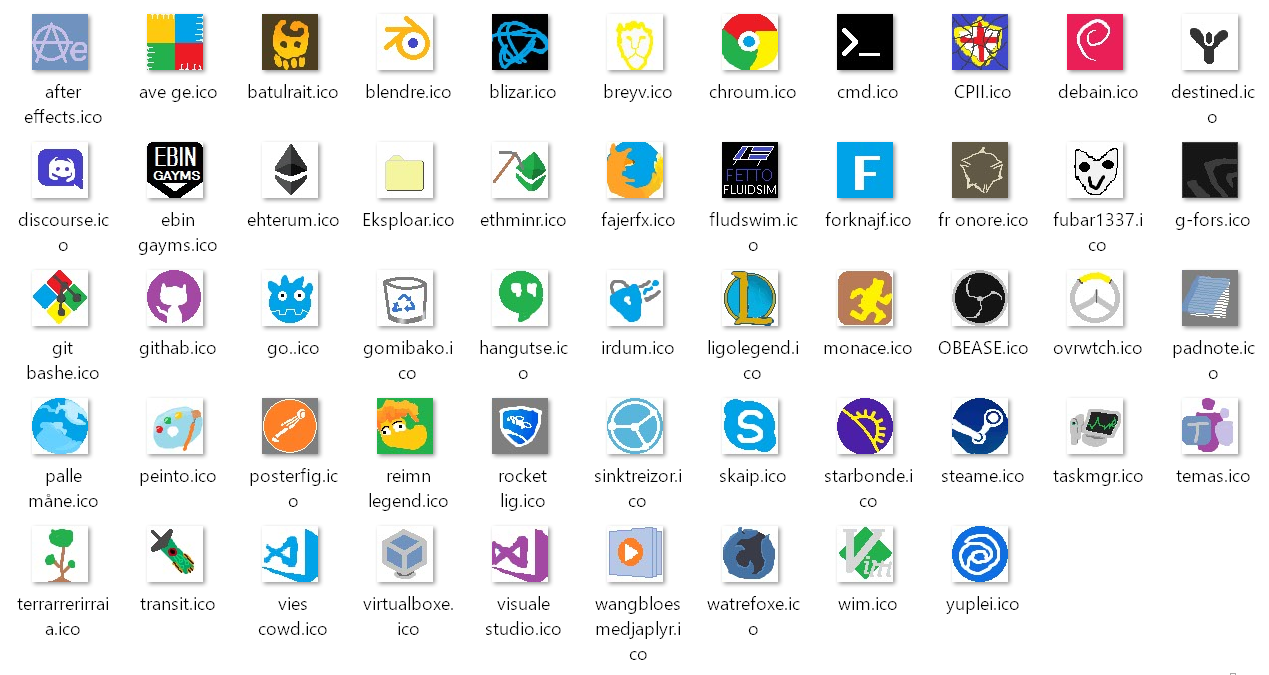 Ae
after effects.ico
ave ge.ico
batulrait.ico
blendre.ico
blizar.ico
breyv.ico
chroum.ico
>_
cmd.ico
CPII.ico
debain.ico
destined.ico
discourse.ico
EBIN
GAYMS
ebin gayms.ico
ehterum.ico
Eksploar.ico
ethminr.ico
fajerfx.ico
FETTO
FLUIDSIM
fludswim.ico
F
forknajf.ico
fr onore.ico
fubar1337.ico
g-fors.ico
git bashe.ico
githab.ico
go..ico
gomibako.ico
hangutse.ico
irdum.ico
L
ligolegend.ico
monace.ico
OBEASE.ico
ovrwtch.ico
padnote.ico
palle måne.ico
peinto.ico
posterfig.ico
reimn legend.ico
rocket lig.ico
sinktreizor.ico
S
skaip.ico
starbonde.ico
steame.ico
taskmgr.ico
T
temas.ico
terrarrerirraia.ico
transit.ico
vies cowd.ico
virtualboxe.ico
visuale studio.ico
wangbloes medjaplyr.ico
watrefoxe.ico
Vim
wim.ico
yuplei.ico